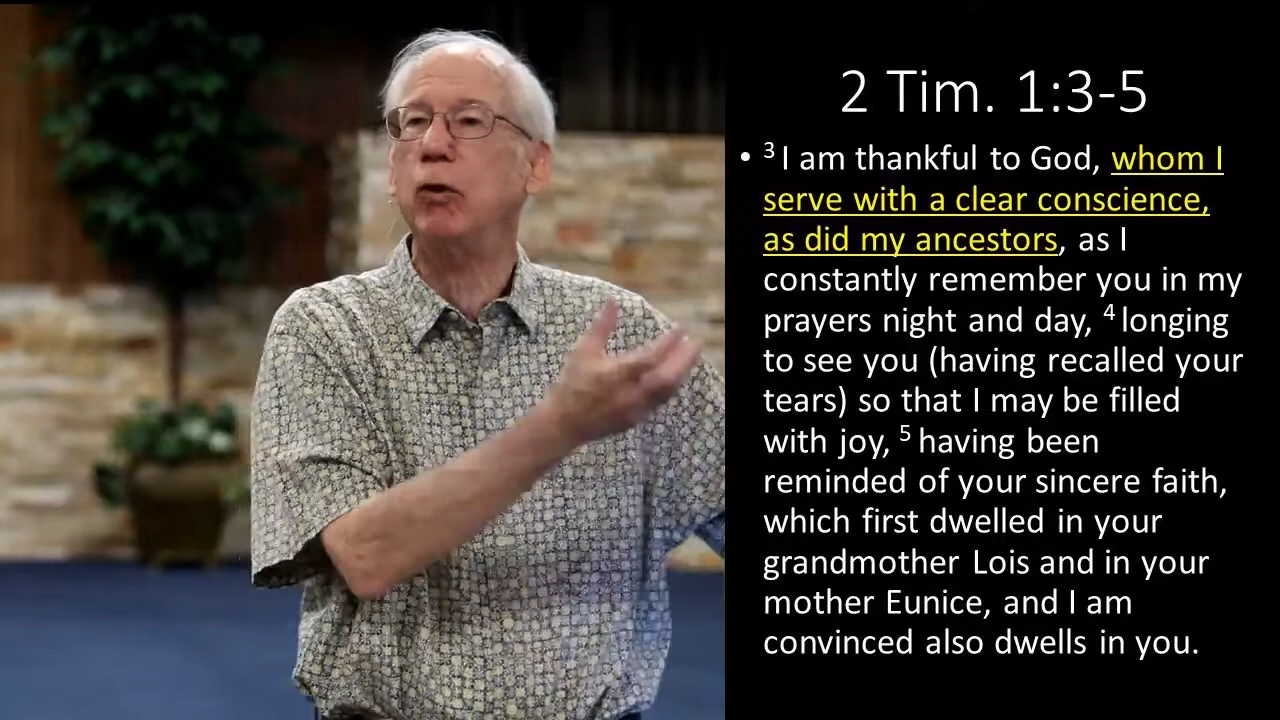 2 Tim. 1:3-5
• ³ I am thankful to God, whom I
serve with a clear conscience,
as did my ancestors, as I
constantly remember you in my
prayers night and day, ⁴ longing
to see you (having recalled your
tears) so that I may be filled
with joy, ⁵ having been
reminded of your sincere faith,
which first dwelled in your
grandmother Lois and in your
mother Eunice, and I am
convinced also dwells in you.